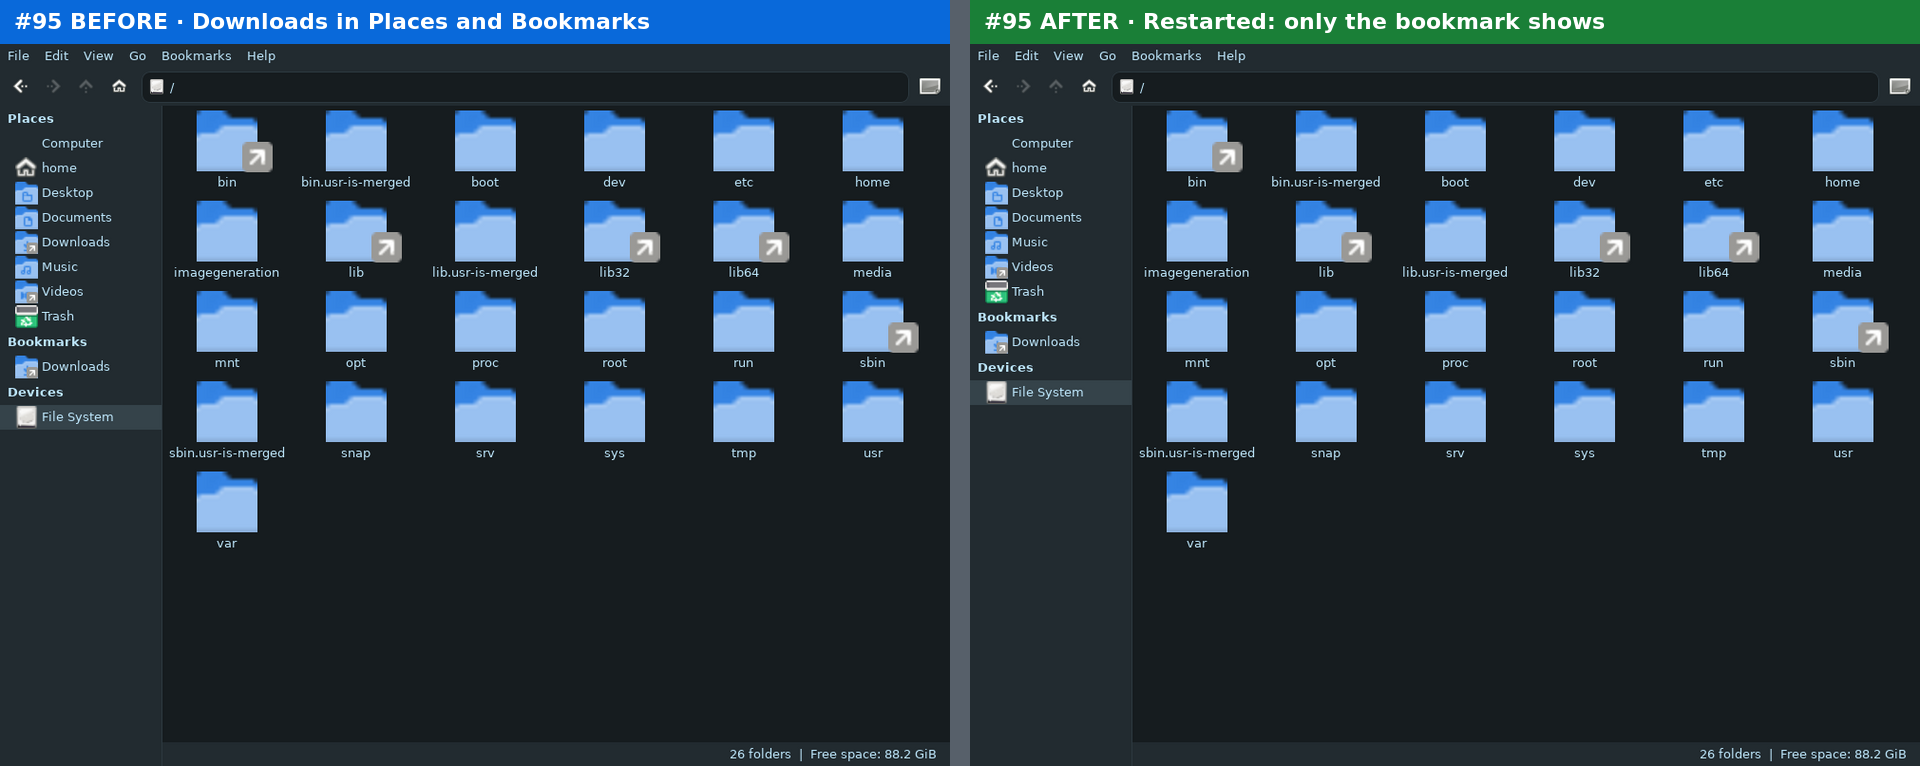 #95 BEFORE · Downloads in Places and Bookmarks
File Edit View Go Bookmarks Help
/
Places
Computer
home
Desktop
Documents
Downloads
Music
Videos
Trash
Bookmarks
Downloads
Devices
File System
bin bin.usr-is-merged boot dev etc home
imagegeneration lib lib.usr-is-merged lib32 lib64 media
mnt opt proc root run sbin
sbin.usr-is-merged snap srv sys tmp usr
var
26 folders | Free space: 88.2 GiB
#95 AFTER · Restarted: only the bookmark shows
File Edit View Go Bookmarks Help
/
Places
Computer
home
Desktop
Documents
Music
Videos
Trash
Bookmarks
Downloads
Devices
File System
bin bin.usr-is-merged boot dev etc home
imagegeneration lib lib.usr-is-merged lib32 lib64 media
mnt opt proc root run sbin
sbin.usr-is-merged snap srv sys tmp usr
var
26 folders | Free space: 88.2 GiB